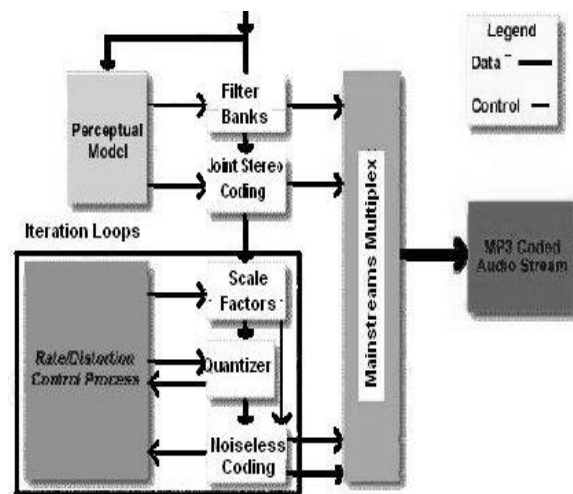 Legend
Data
Control
Filter
Banks
Perceptual
Model
Joint Stereo
Coding
Iteration Loops
Scale
Factors
Rate/Distortion
Control Process
Quantizer
Noiseless
Coding
Mainstreams Multiplex
MP3 Coded
Audio Stream